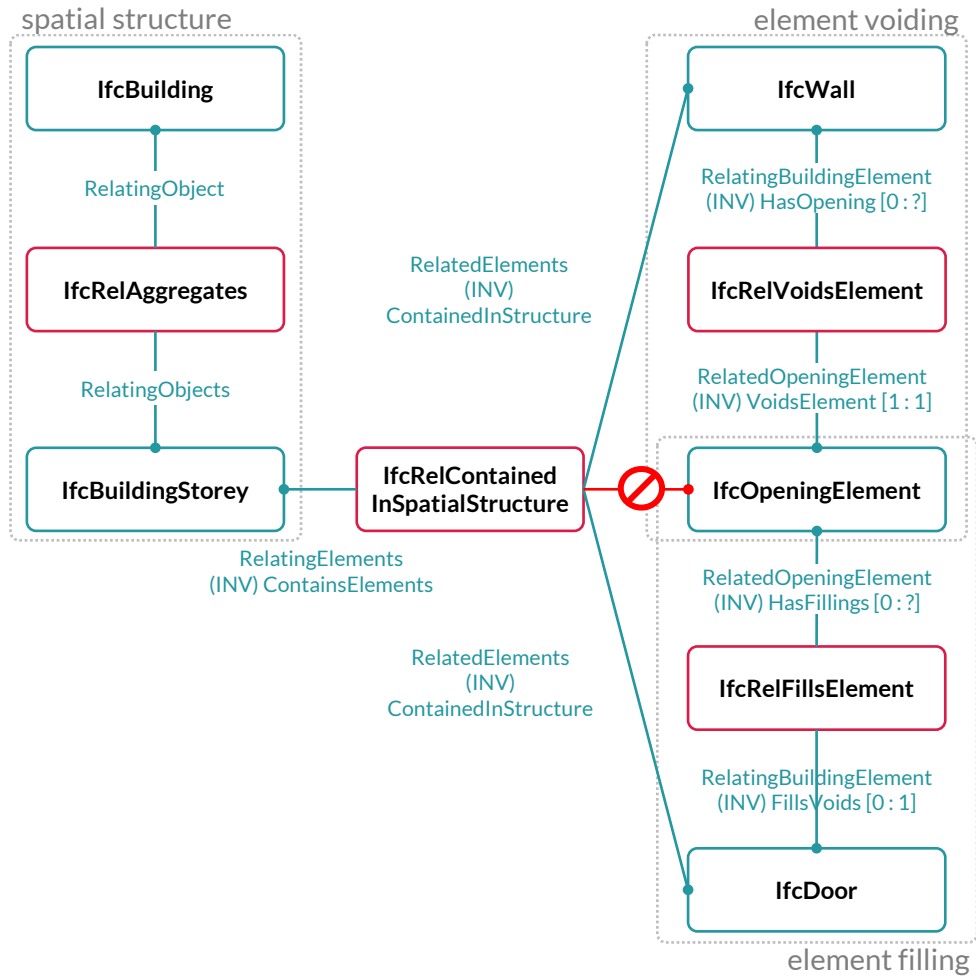 spatial structure
element voiding
IfcBuilding
IfcWall
RelatingObject
RelatingBuildingElement
(INV) HasOpening [0 : ?]
IfcRelAggregates
RelatedElements
(INV)
ContainedInStructure
IfcRelVoidsElement
RelatingObjects
RelatedOpeningElement
(INV) VoidsElement [1 : 1]
IfcBuildingStorey
IfcRelContained
InSpatialStructure
IfcOpeningElement
RelatingElements
(INV) ContainsElements
RelatedOpeningElement
(INV) HasFillings [0 : ?]
RelatedElements
(INV)
ContainedInStructure
IfcRelFillsElement
RelatingBuildingElement
(INV) FillsVoids [0 : 1]
IfcDoor
element filling